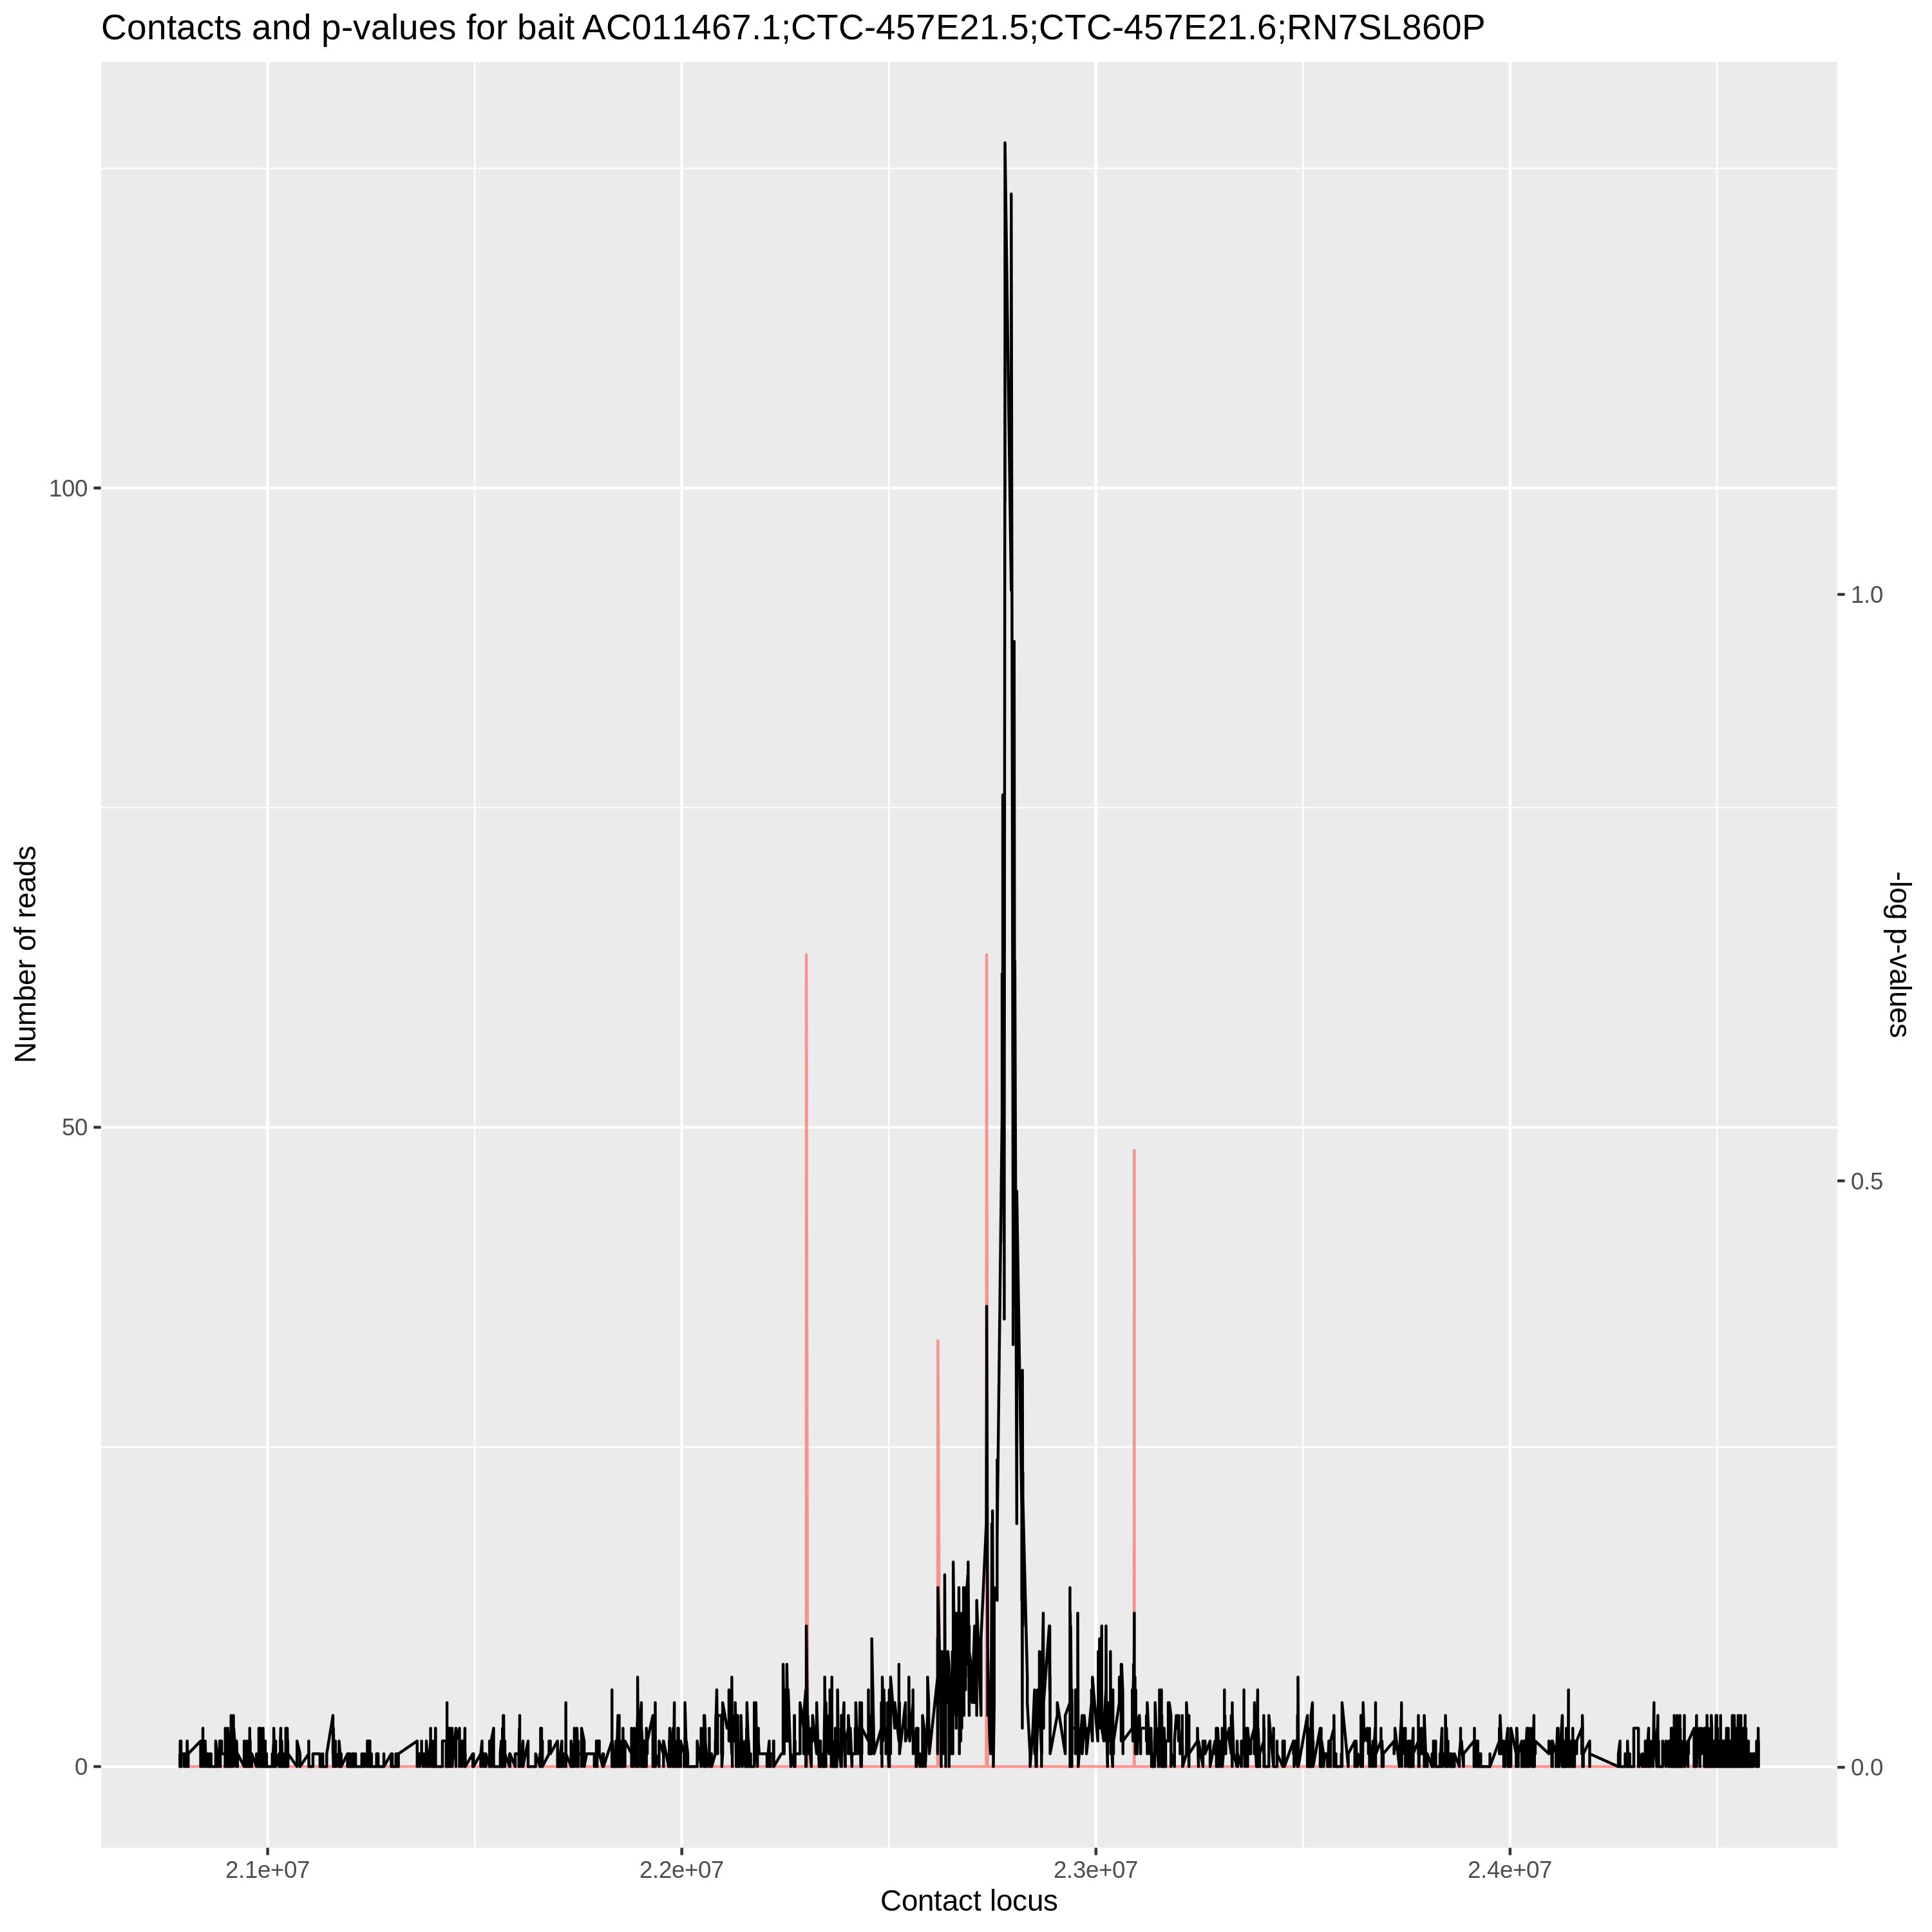 Contacts and p-values for bait AC011467.1;CTC-457E21.5;CTC-457E21.6;RN7SL860P
100
50
0
Number of reads
1.0
0.5
0.0
-log p-values
2.1e+07
2.2e+07
2.3e+07
2.4e+07
Contact locus